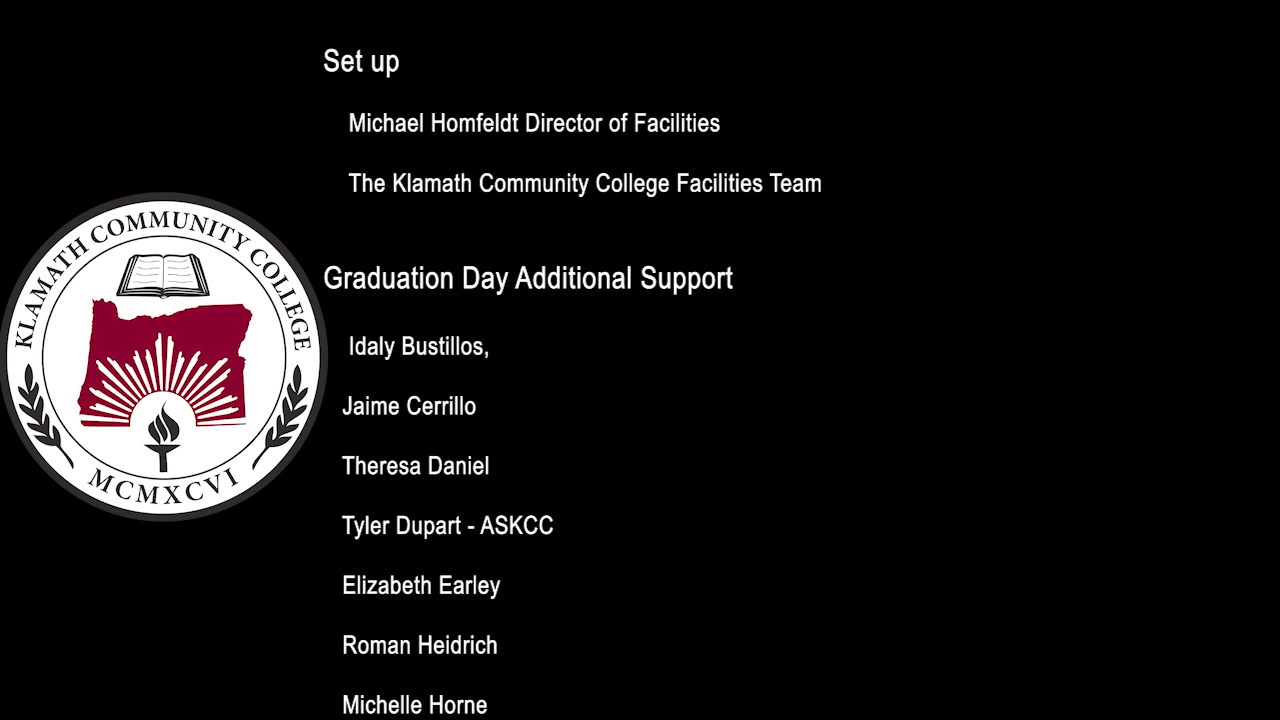 Set up
Michael Homfeldt Director of Facilities
The Klamath Community College Facilities Team
KLAMATH COMMUNITY COLLEGE
MCMXCVI
Graduation Day Additional Support
Idaly Bustillos,
Jaime Cerrillo
Theresa Daniel
Tyler Dupart - ASKCC
Elizabeth Earley
Roman Heidrich
Michelle Horne